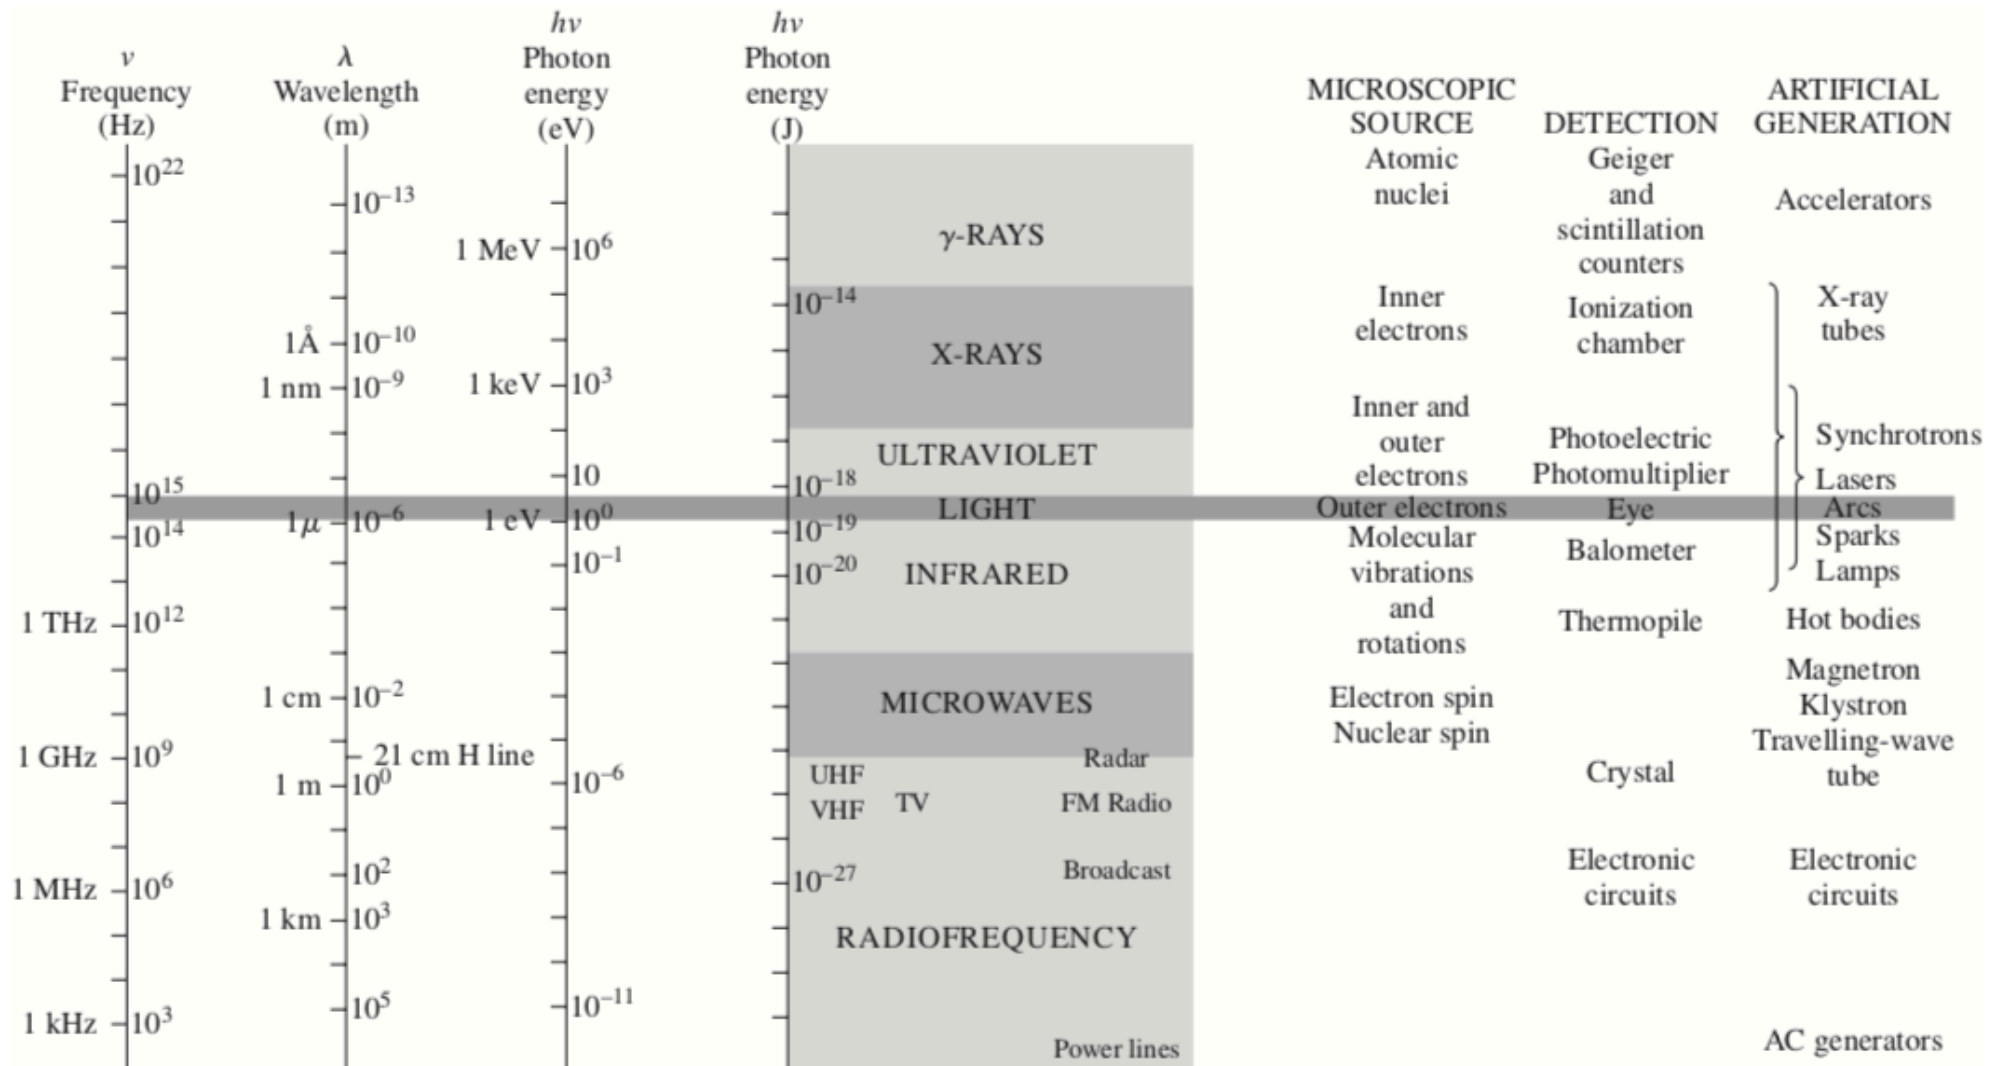 ν
Frequency
(Hz)
10²²
10¹⁵
10¹⁴
1 THz 10¹²
1 GHz 10⁹
1 MHz 10⁶
1 kHz 10³
λ
Wavelength
(m)
10⁻¹³
1Å 10⁻¹⁰
1 nm 10⁻⁹
1μ 10⁻⁶
1 cm 10⁻²
21 cm H line
1 m 10⁰
10²
1 km 10³
10⁵
hν
Photon
energy
(eV)
1 MeV 10⁶
1 keV 10³
10
1 eV 10⁰
10⁻¹
10⁻⁶
10⁻¹¹
hν
Photon
energy
(J)
10⁻¹⁴
10⁻¹⁸
10⁻¹⁹
10⁻²⁰
10⁻²⁷
γ-RAYS
X-RAYS
ULTRAVIOLET
LIGHT
INFRARED
MICROWAVES
Radar
UHF
VHF
TV
FM Radio
Broadcast
RADIOFREQUENCY
Power lines
MICROSCOPIC
SOURCE
Atomic
nuclei
Inner
electrons
Inner and
outer
electrons
Outer electrons
Molecular
vibrations
and
rotations
Electron spin
Nuclear spin
DETECTION
Geiger
and
scintillation
counters
Ionization
chamber
Photoelectric
Photomultiplier
Eye
Balometer
Thermopile
Crystal
Electronic
circuits
ARTIFICIAL
GENERATION
Accelerators
X-ray
tubes
Synchrotrons
Lasers
Arcs
Sparks
Lamps
Hot bodies
Magnetron
Klystron
Travelling-wave
tube
Electronic
circuits
AC generators